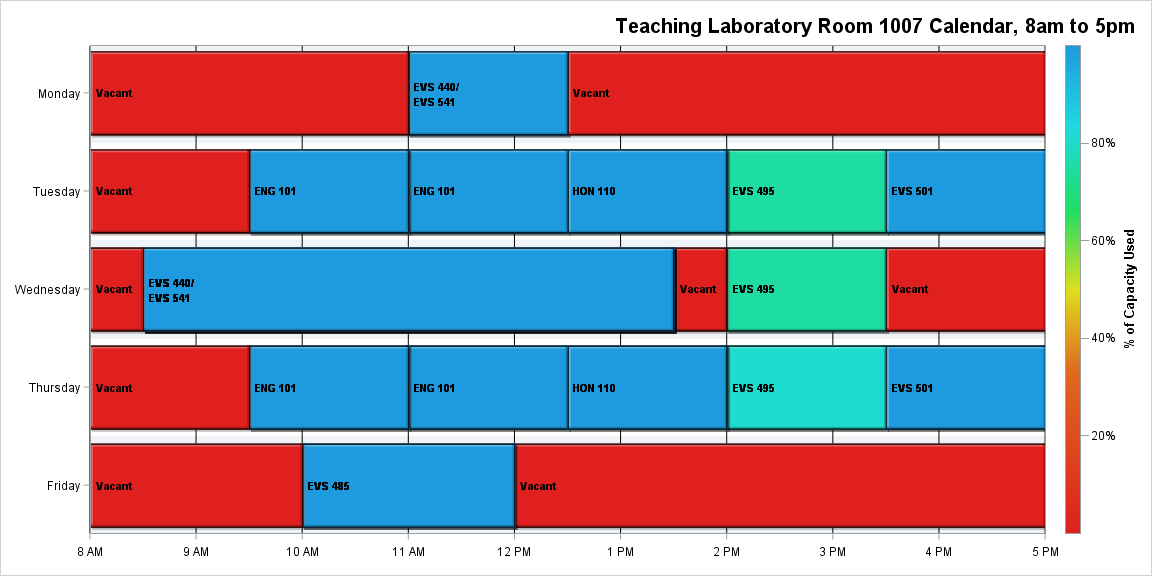 Teaching Laboratory Room 1007 Calendar, 8am to 5pm
Monday
Vacant
EVS 440/
EVS 541
Vacant
Tuesday
Vacant
ENG 101
ENG 101
HON 110
EVS 495
EVS 501
Wednesday
Vacant
EVS 440/
EVS 541
Vacant
EVS 495
Vacant
Thursday
Vacant
ENG 101
ENG 101
HON 110
EVS 495
EVS 501
Friday
Vacant
EVS 485
Vacant
8 AM
9 AM
10 AM
11 AM
12 PM
1 PM
2 PM
3 PM
4 PM
5 PM
80%
60%
40%
20%
% of Capacity Used